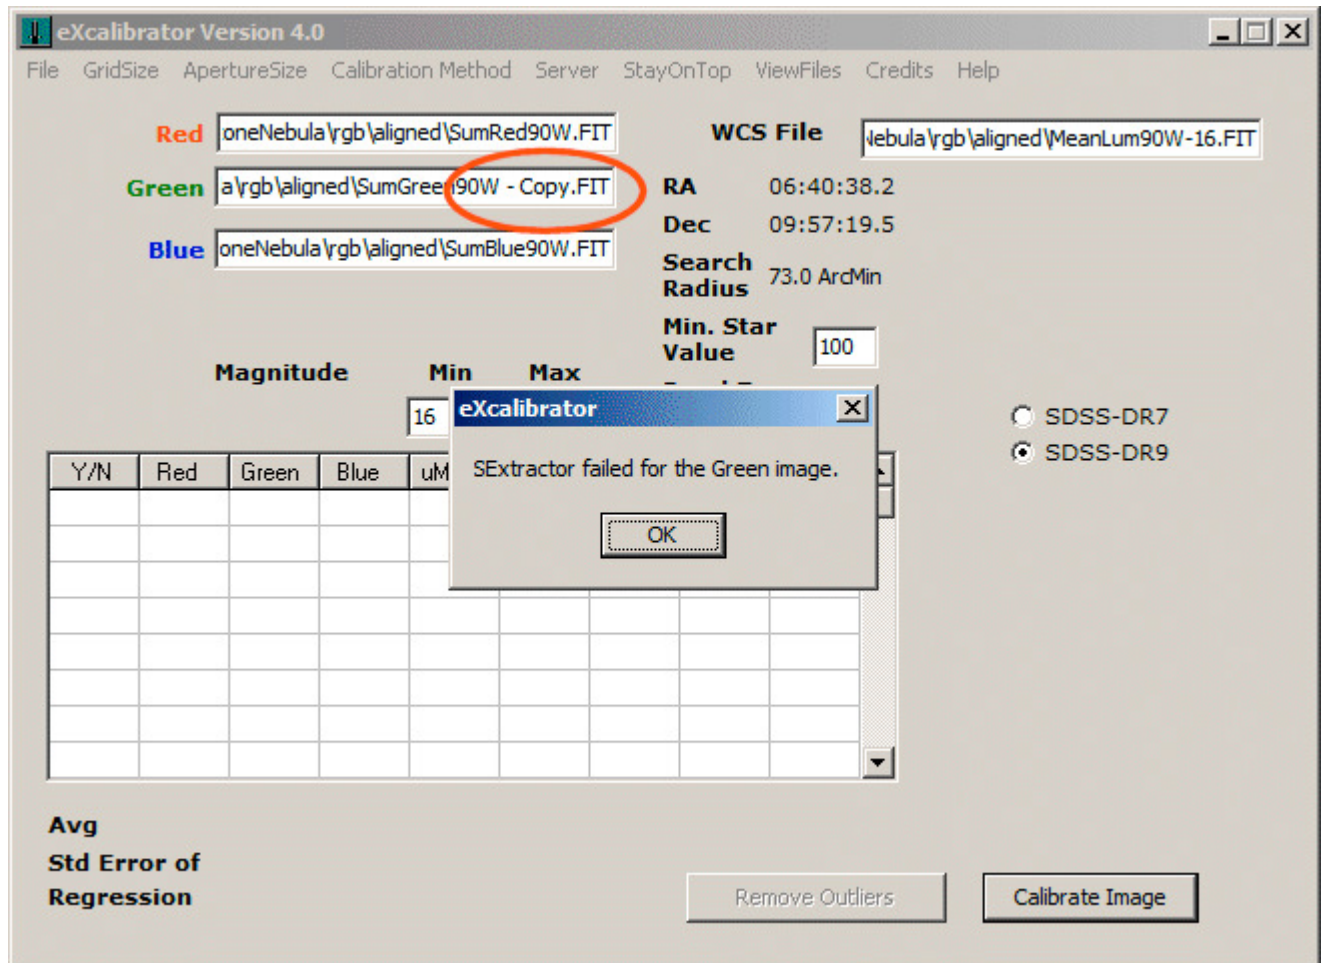 eXcalibrator Version 4.0
File GridSize ApertureSize Calibration Method Server StayOnTop ViewFiles Credits Help
Red :oneNebula\rgb\aligned\SumRed90W.FIT
WCS File Nebula\rgb\aligned\MeanLum90W-16.FIT
Green a\rgb\aligned\SumGreen90W - Copy.FIT
RA 06:40:38.2
Dec 09:57:19.5
Blue oneNebula\rgb\aligned\SumBlue90W.FIT
Search Radius 73.0 ArcMin
Min. Star Value 100
Magnitude Min Max
16
eXcalibrator
SExtractor failed for the Green image.
OK
SDSS-DR7
SDSS-DR9
Y/N Red Green Blue uM
Avg
Std Error of
Regression
Remove Outliers
Calibrate Image